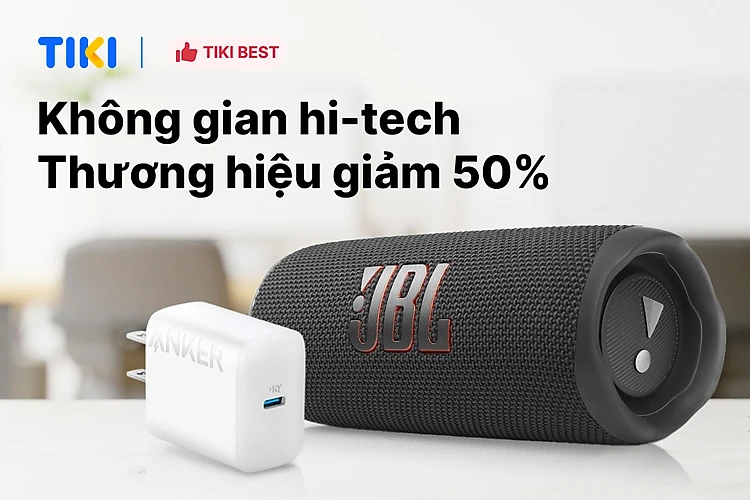 TIKI
TIKI BEST
Không gian hi-tech
Thương hiệu giảm 50%
JBL
ANKER